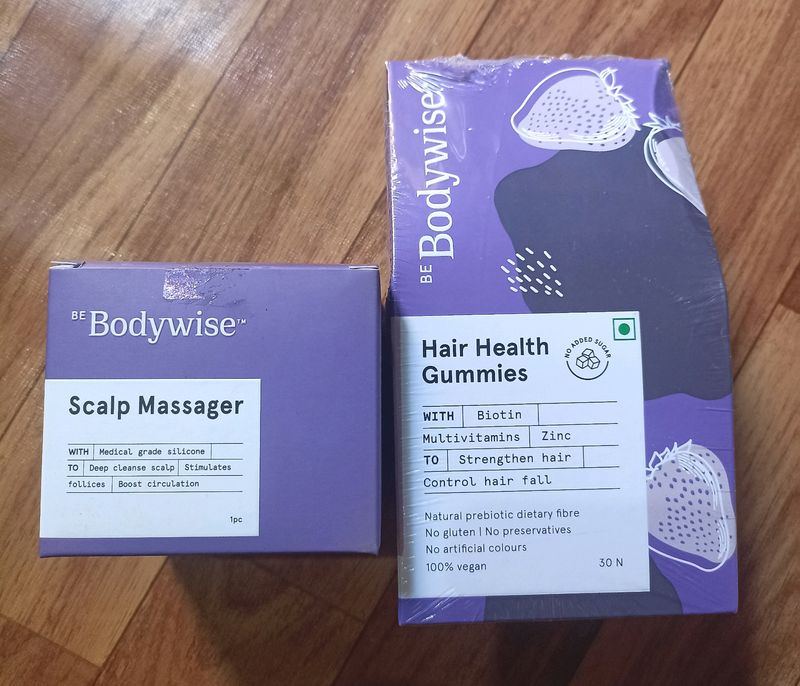 BE Bodywise™
Scalp Massager
WITH Medical grade silicone
TO Deep cleanse scalp Stimulates
follices Boost circulation
1pc
BE Bodywise
Hair Health
Gummies
NO ADDED SUGAR
WITH Biotin
Multivitamins Zinc
TO Strengthen hair
Control hair fall
Natural prebiotic dietary fibre
No gluten | No preservatives
No artificial colours
100% vegan
30 N